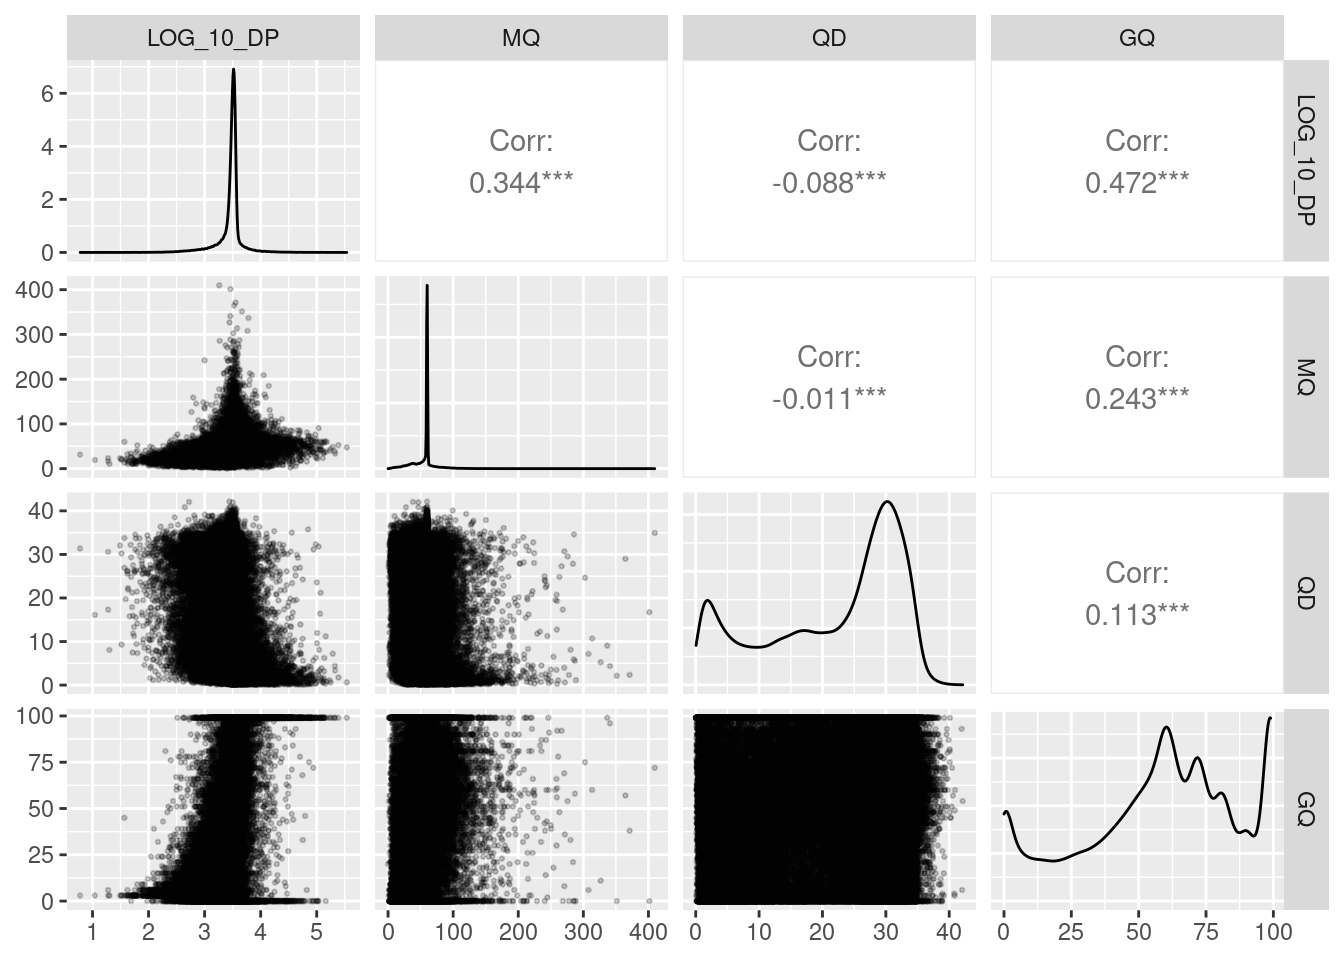 LOG_10_DP MQ QD GQ
6
4
2
0
Corr:
0.344***
Corr:
-0.088***
Corr:
0.472***
LOG_10_DP
400
300
200
100
0
Corr:
-0.011***
Corr:
0.243***
MQ
40
30
20
10
0
Corr:
0.113***
QD
100
75
50
25
0
GQ
1 2 3 4 5 0 100 200 300 400 0 10 20 30 40 0 25 50 75 100